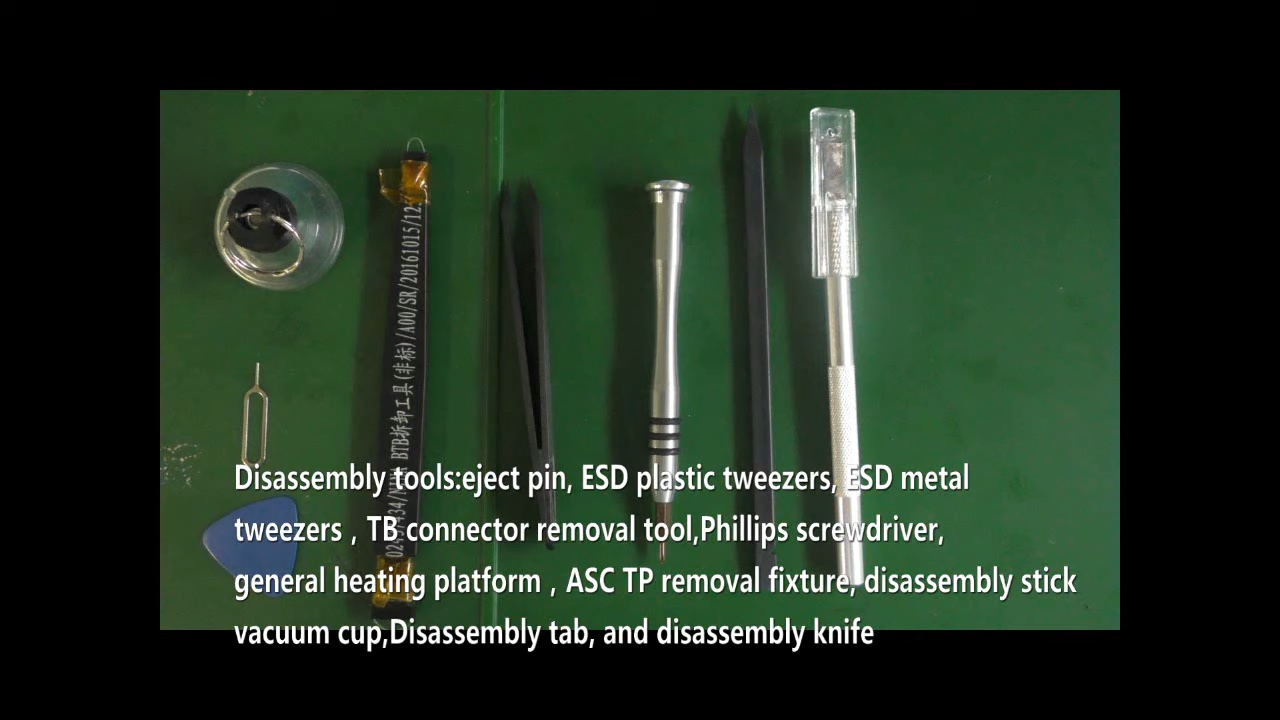 BTB拆卸工具(非标)/A00/SR/20161015/12
Disassembly tools:eject pin, ESD plastic tweezers, ESD metal
tweezers , TB connector removal tool,Phillips screwdriver,
general heating platform , ASC TP removal fixture, disassembly stick
vacuum cup,Disassembly tab, and disassembly knife